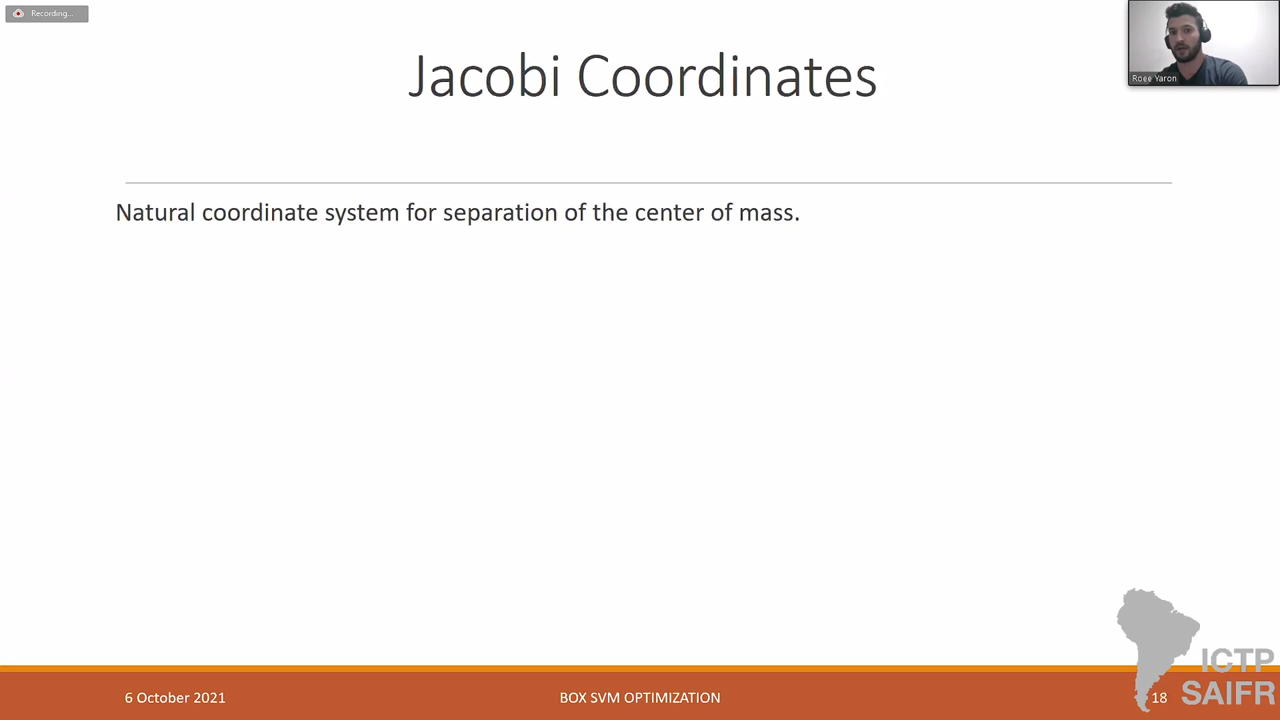 Recording...
Jacobi Coordinates
Roee Yaron
Natural coordinate system for separation of the center of mass.
6 October 2021
BOX SVM OPTIMIZATION
18
ICTP
SAIFR